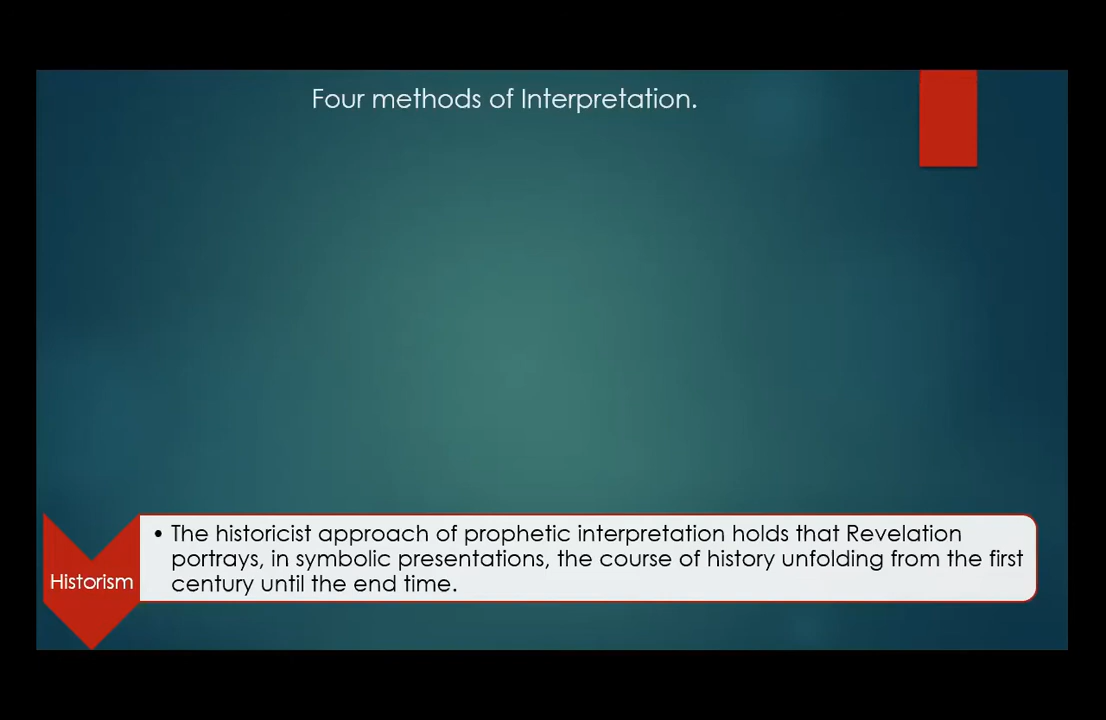 Four methods of Interpretation.
• The historicist approach of prophetic interpretation holds that Revelation
portrays, in symbolic presentations, the course of history unfolding from the first
century until the end time.
Historism